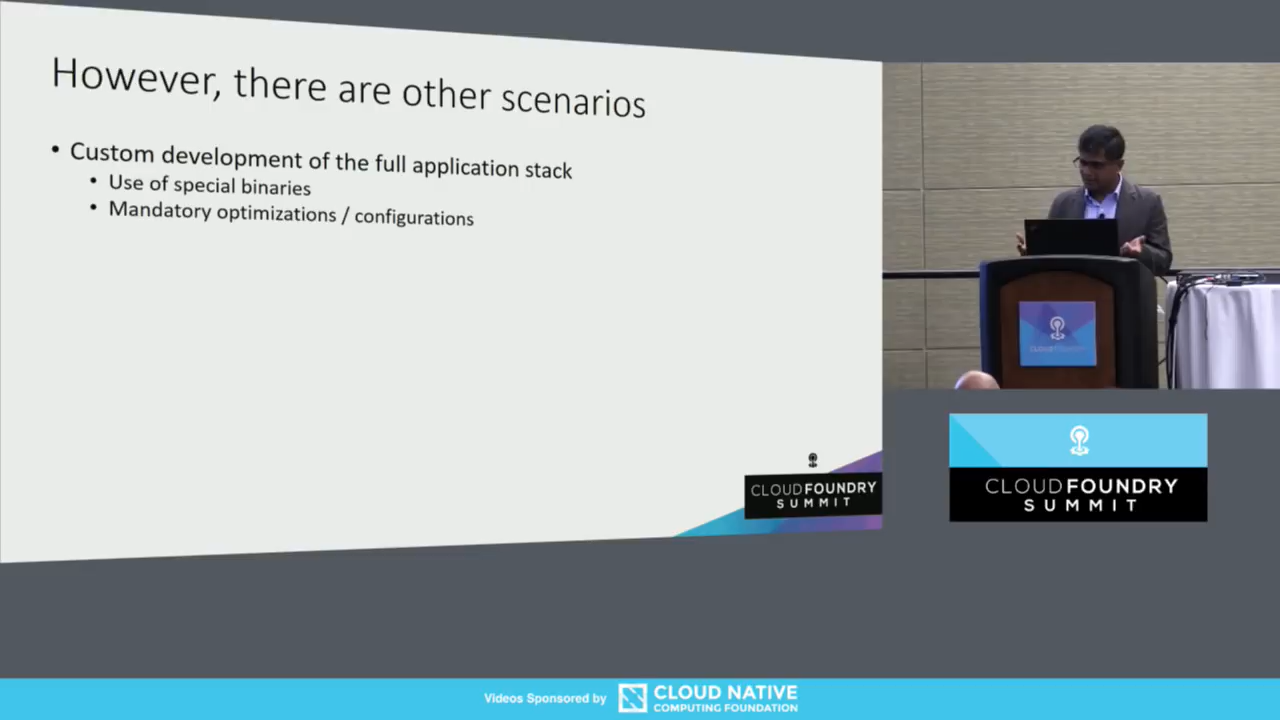 However, there are other scenarios
• Custom development of the full application stack
• Use of special binaries
• Mandatory optimizations / configurations
CLOUDFOUNDRY
SUMMIT
CLOUDFOUNDRY
CLOUDFOUNDRY
SUMMIT
Videos Sponsored by
CLOUD NATIVE
COMPUTING FOUNDATION